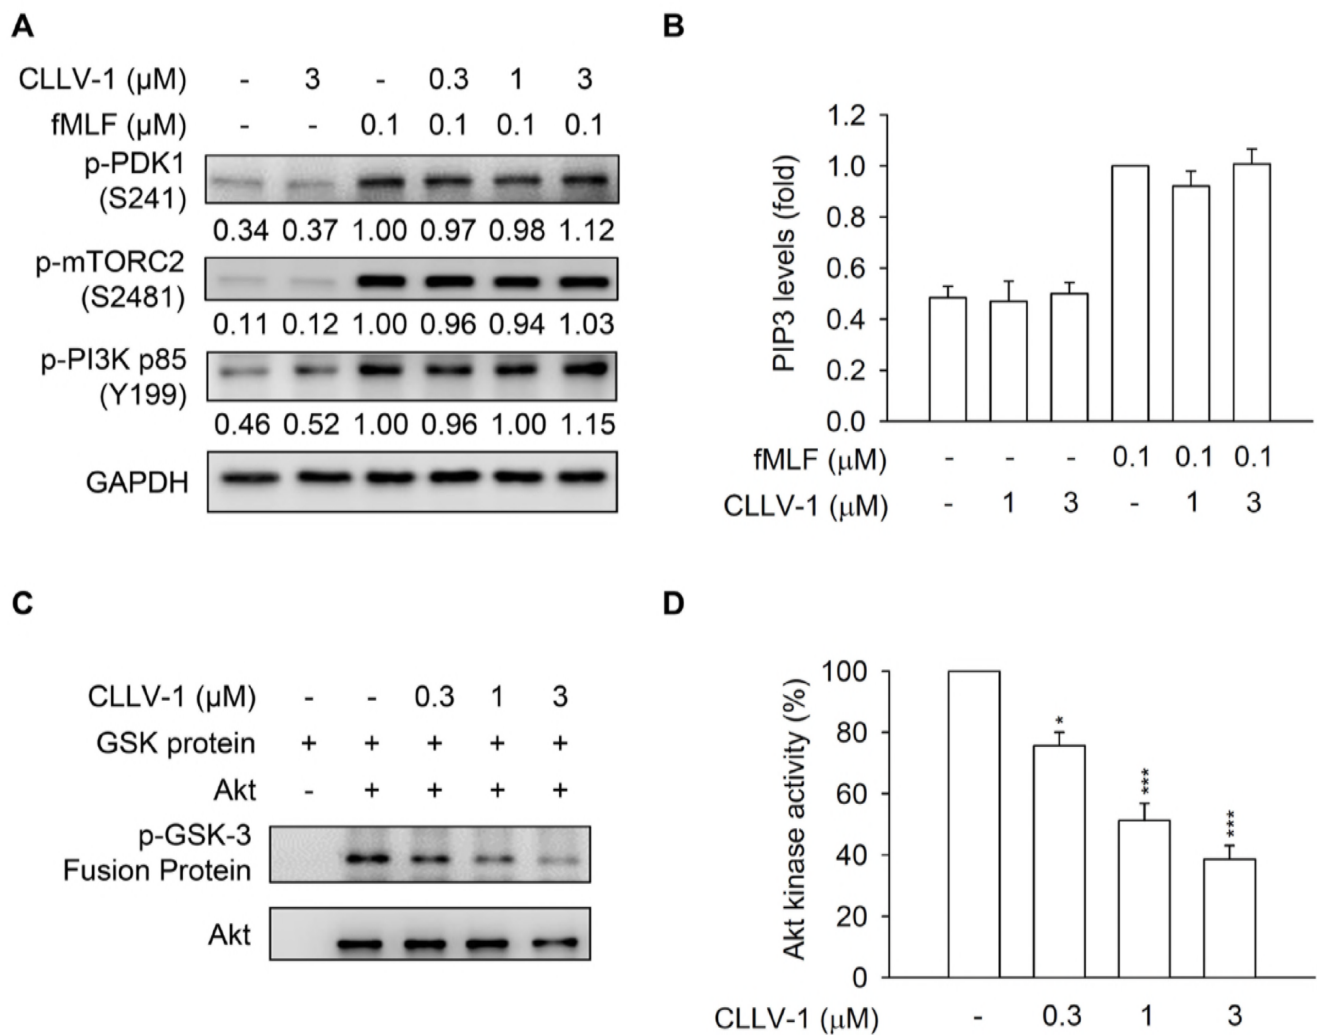 A
CLLV-1 (μM) - 3 - 0.3 1 3
fMLF (μM) - - 0.1 0.1 0.1 0.1
p-PDK1
(S241)
0.34 0.37 1.00 0.97 0.98 1.12
p-mTORC2
(S2481)
0.11 0.12 1.00 0.96 0.94 1.03
p-PI3K p85
(Y199)
0.46 0.52 1.00 0.96 1.00 1.15
GAPDH
B
PIP3 levels (fold)
1.2
1.0
0.8
0.6
0.4
0.2
0.0
fMLF (μM) - - - 0.1 0.1 0.1
CLLV-1 (μM) - 1 3 - 1 3
C
CLLV-1 (μM) - - 0.3 1 3
GSK protein + + + + +
Akt - + + + +
p-GSK-3
Fusion Protein
Akt
D
Akt kinase activity (%)
100
80
60
40
20
0
*
***
***
CLLV-1 (μM) - 0.3 1 3